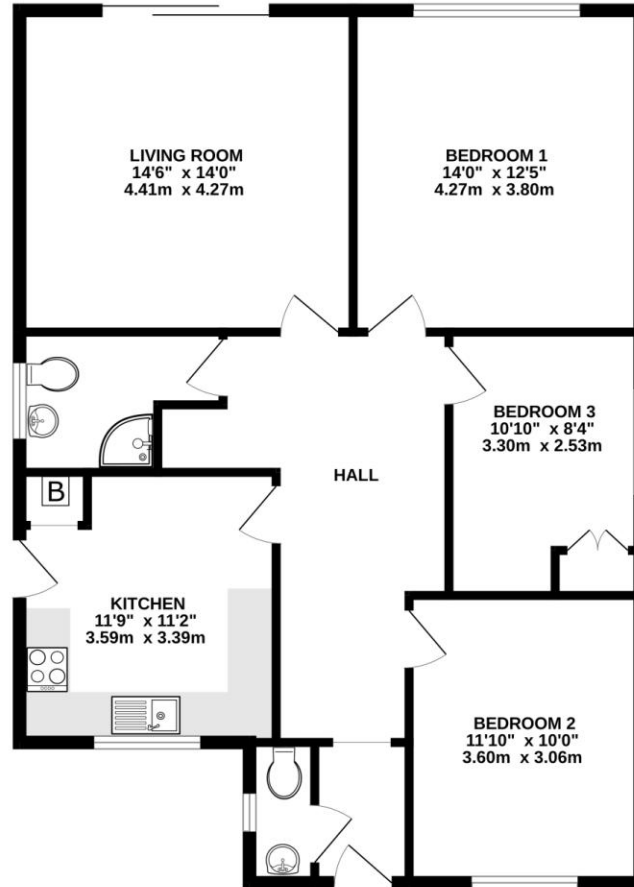 LIVING ROOM
14'6" x 14'0"
4.41m x 4.27m
BEDROOM 1
14'0" x 12'5"
4.27m x 3.80m
BEDROOM 3
10'10" x 8'4"
3.30m x 2.53m
HALL
B
KITCHEN
11'9" x 11'2"
3.59m x 3.39m
BEDROOM 2
11'10" x 10'0"
3.60m x 3.06m